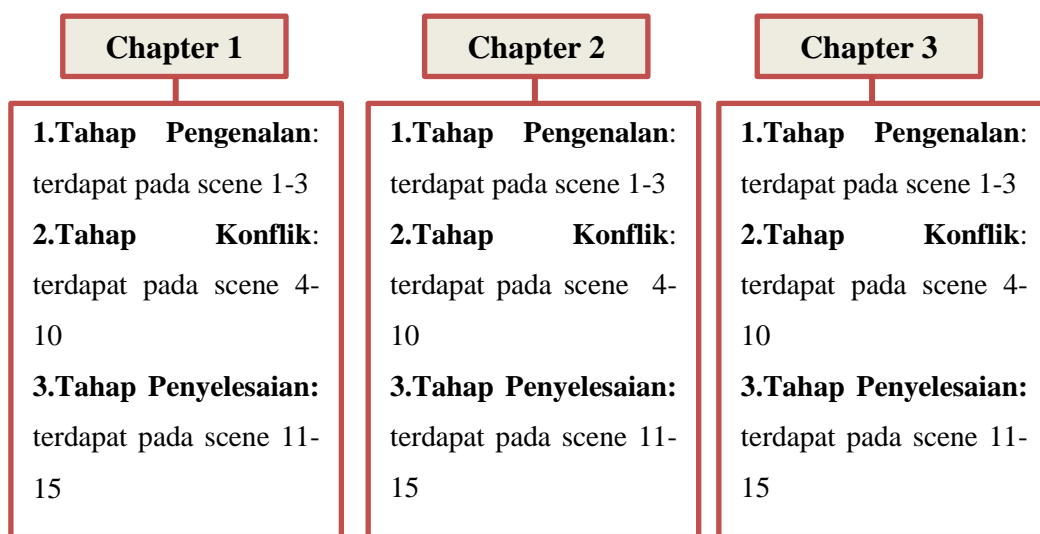 Chapter 1
1.Tahap Pengenalan:
terdapat pada scene 1-3
2.Tahap Konflik:
terdapat pada scene 4-
10
3.Tahap Penyelesaian:
terdapat pada scene 11-
15
Chapter 2
1.Tahap Pengenalan:
terdapat pada scene 1-3
2.Tahap Konflik:
terdapat pada scene 4-
10
3.Tahap Penyelesaian:
terdapat pada scene 11-
15
Chapter 3
1.Tahap Pengenalan:
terdapat pada scene 1-3
2.Tahap Konflik:
terdapat pada scene 4-
10
3.Tahap Penyelesaian:
terdapat pada scene 11-
15